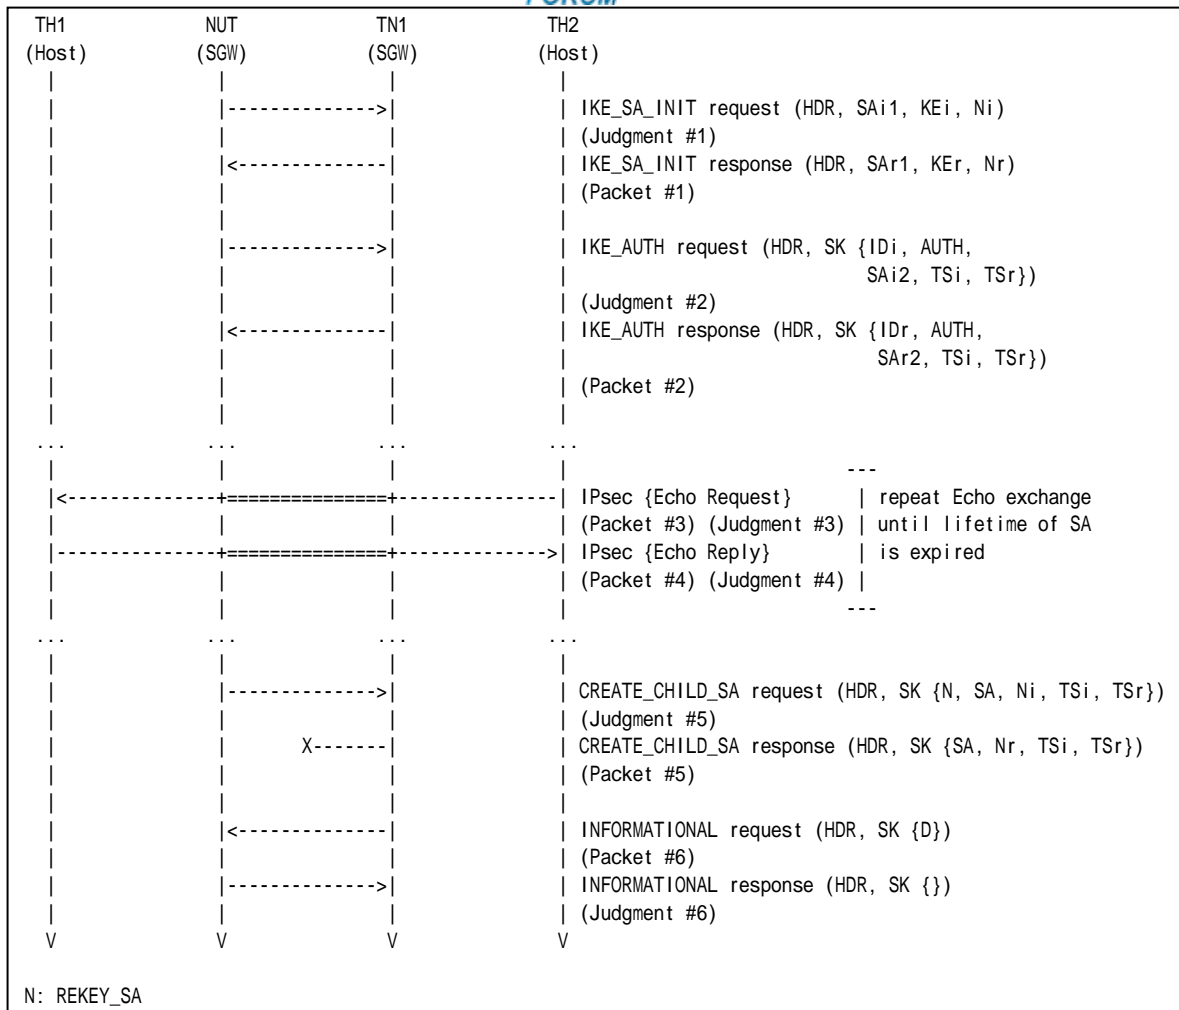 FORUM
TH1 NUT TN1 TH2
(Host) (SGW) (SGW) (Host)
| | | |
| |-------------->| | IKE_SA_INIT request (HDR, SAi1, KEi, Ni)
| | | | (Judgment #1)
| |<--------------| | IKE_SA_INIT response (HDR, SAr1, KEr, Nr)
| | | | (Packet #1)
| | | |
| |-------------->| | IKE_AUTH request (HDR, SK {IDi, AUTH,
| | | | SAi2, TSi, TSr})
| | | | (Judgment #2)
| |<--------------| | IKE_AUTH response (HDR, SK {IDr, AUTH,
| | | | SAr2, TSi, TSr})
| | | | (Packet #2)
| | | |
... ... ... ...
| | | | ---
|<--------------+===============+---------------| IPsec {Echo Request} | repeat Echo exchange
| | | | (Packet #3) (Judgment #3) | until lifetime of SA
|---------------+===============+-------------->| IPsec {Echo Reply} | is expired
| | | | (Packet #4) (Judgment #4) |
| | | | ---
... ... ... ...
| | | |
| |-------------->| | CREATE_CHILD_SA request (HDR, SK {N, SA, Ni, TSi, TSr})
| | | | (Judgment #5)
| | X-------| | CREATE_CHILD_SA response (HDR, SK {SA, Nr, TSi, TSr})
| | | | (Packet #5)
| | | |
| |<--------------| | INFORMATIONAL request (HDR, SK {D})
| | | | (Packet #6)
| |-------------->| | INFORMATIONAL response (HDR, SK {})
| | | | (Judgment #6)
V V V V
N: REKEY_SA